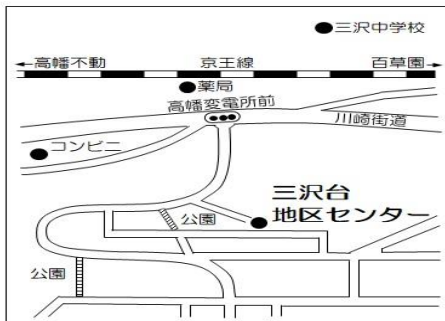 三沢中学校
←高幡不動 京王線 百草園→
薬局
高幡変電所前
川崎街道
コンビニ
三沢台
地区センター
公園
公園